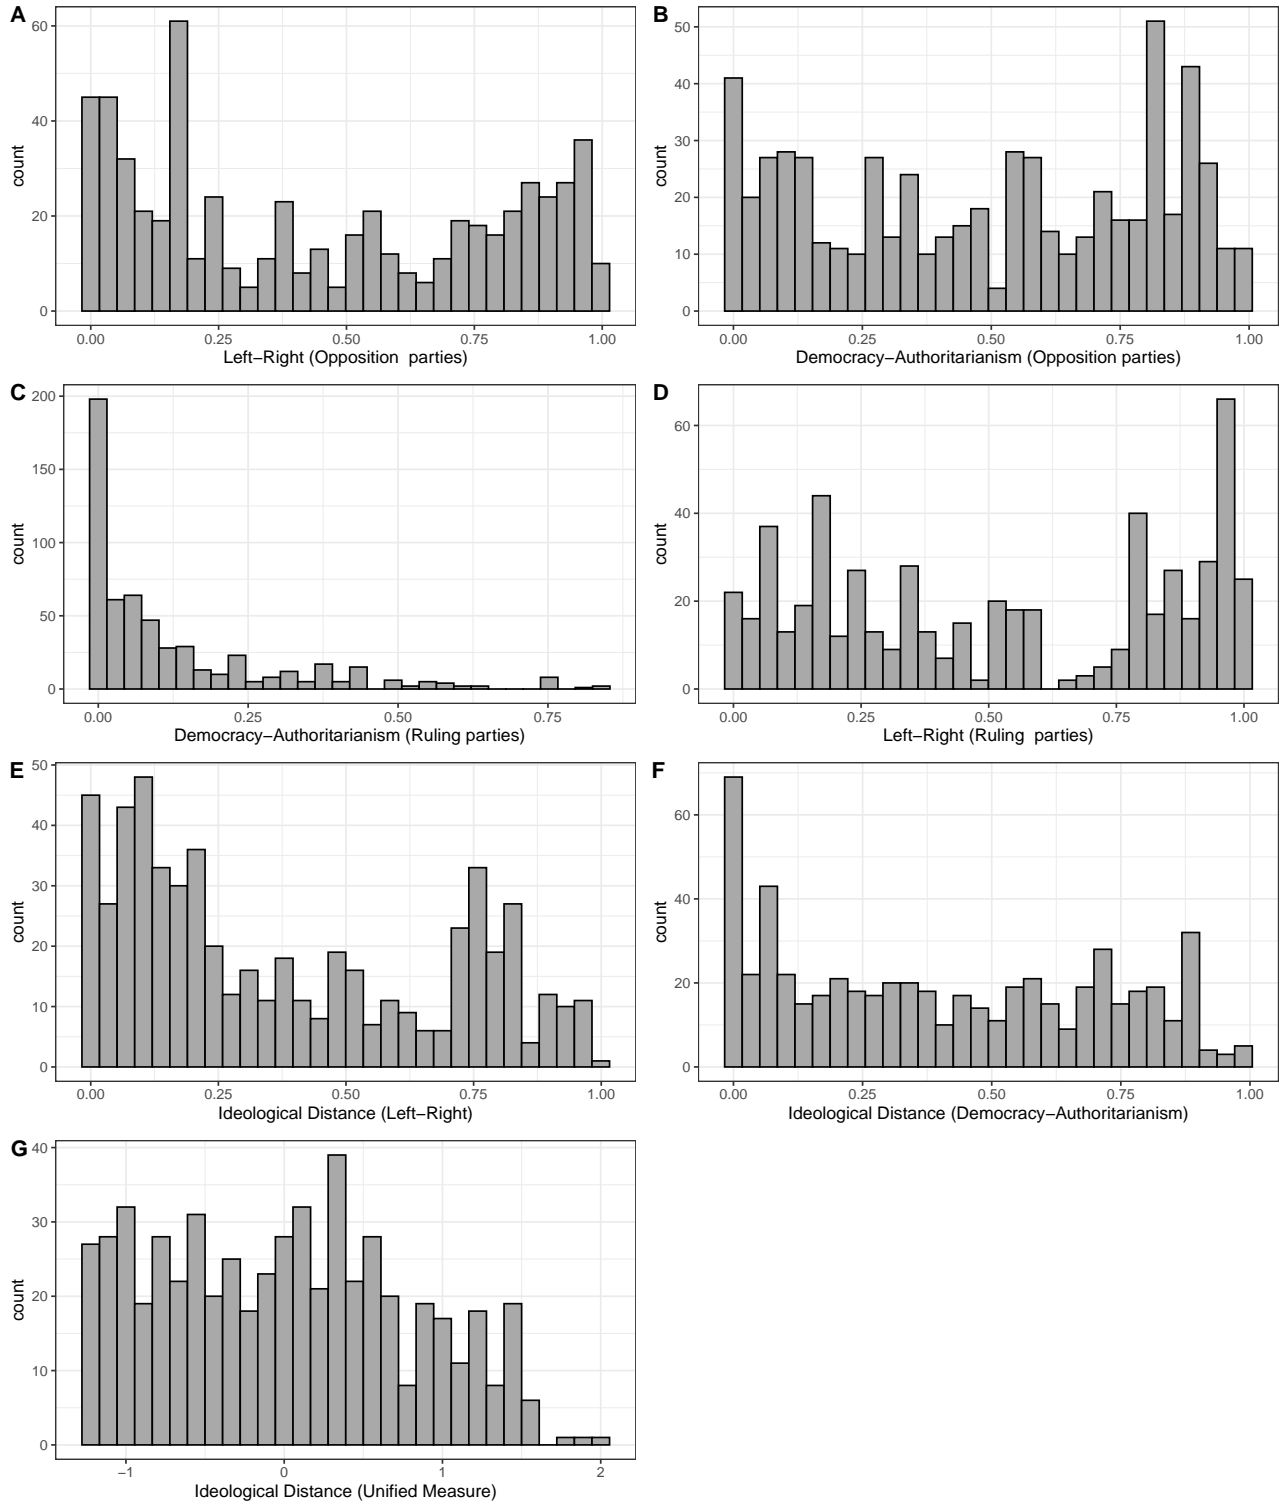 A
60
40
20
0
count
0.00 0.25 0.50 0.75 1.00
Left−Right (Opposition  parties)
B
50
40
30
20
10
0
count
0.00 0.25 0.50 0.75 1.00
Democracy−Authoritarianism (Opposition parties)
C
200
150
100
50
0
count
0.00 0.25 0.50 0.75
Democracy−Authoritarianism (Ruling parties)
D
60
40
20
0
count
0.00 0.25 0.50 0.75 1.00
Left−Right (Ruling  parties)
E
50
40
30
20
10
0
count
0.00 0.25 0.50 0.75 1.00
Ideological Distance (Left−Right)
F
60
40
20
0
count
0.00 0.25 0.50 0.75 1.00
Ideological Distance (Democracy−Authoritarianism)
G
40
30
20
10
0
count
−1 0 1 2
Ideological Distance (Unified Measure)